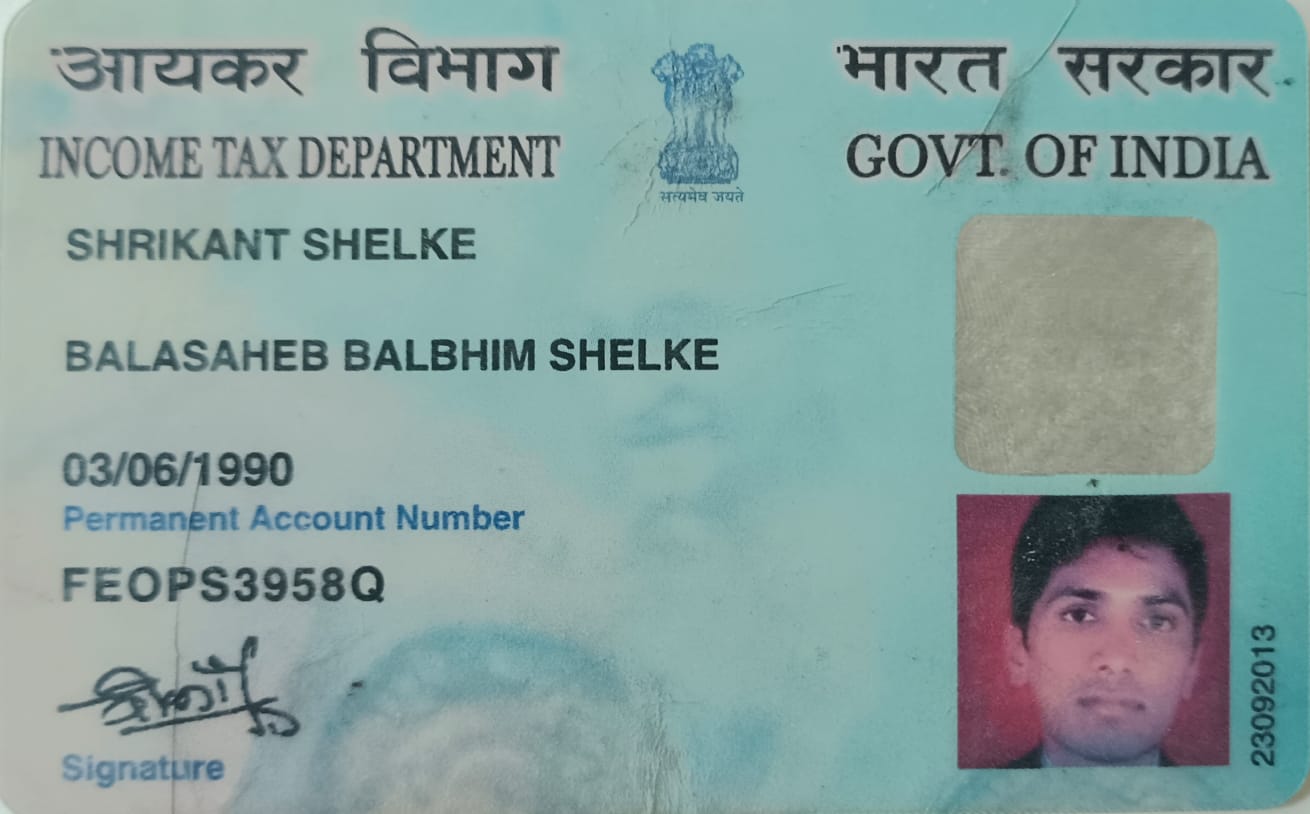 आयकर विभाग
भारत सरकार
INCOME TAX DEPARTMENT
GOVT. OF INDIA
सत्यमेव जयते
SHRIKANT SHELKE
BALASAHEB BALBHIM SHELKE
03/06/1990
Permanent Account Number
FEOPS3958Q
Signature
23092013